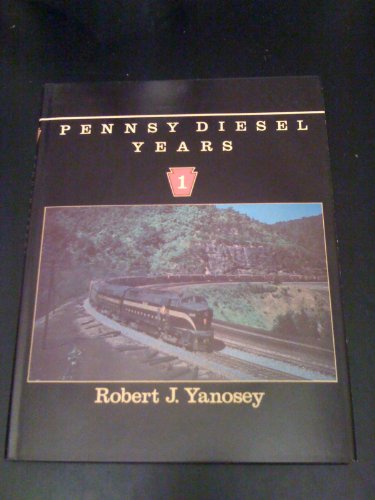 PENNSY DIESEL
YEARS
1
Robert J. Yanosey